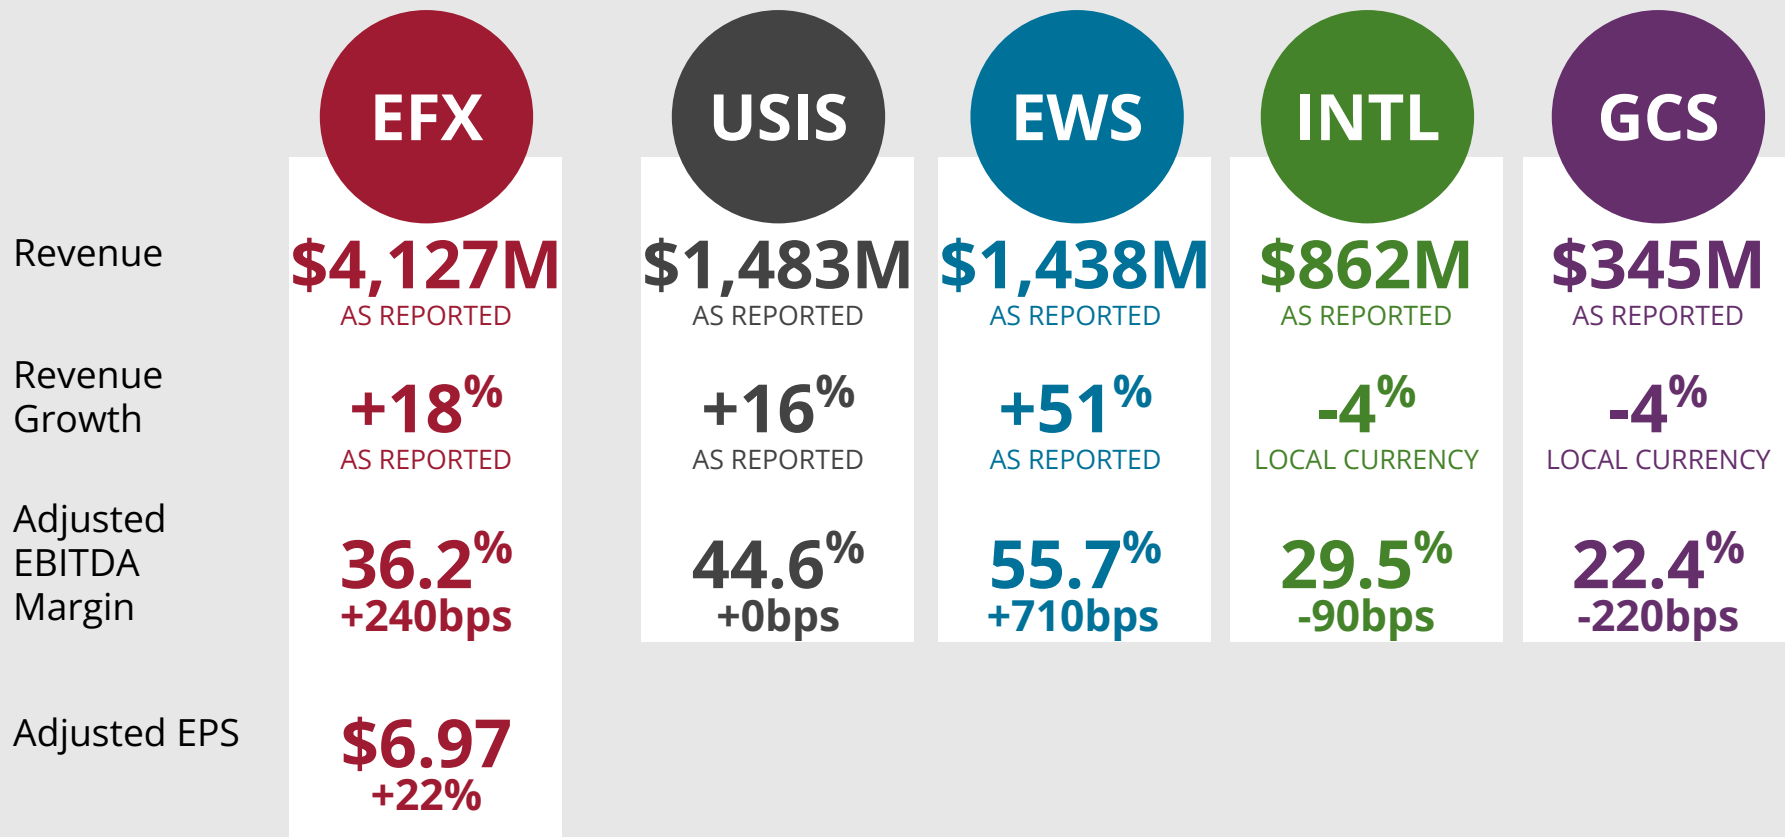 EFX
USIS
EWS
INTL
GCS
Revenue
$4,127M
$1,483M
$1,438M
$862M
$345M
AS REPORTED
AS REPORTED
AS REPORTED
AS REPORTED
AS REPORTED
Revenue
Growth
+18%
+16%
+51%
-4%
-4%
AS REPORTED
AS REPORTED
AS REPORTED
LOCAL CURRENCY
LOCAL CURRENCY
Adjusted
EBITDA
Margin
36.2%
44.6%
55.7%
29.5%
22.4%
+240bps
+0bps
+710bps
-90bps
-220bps
Adjusted EPS
$6.97
+22%